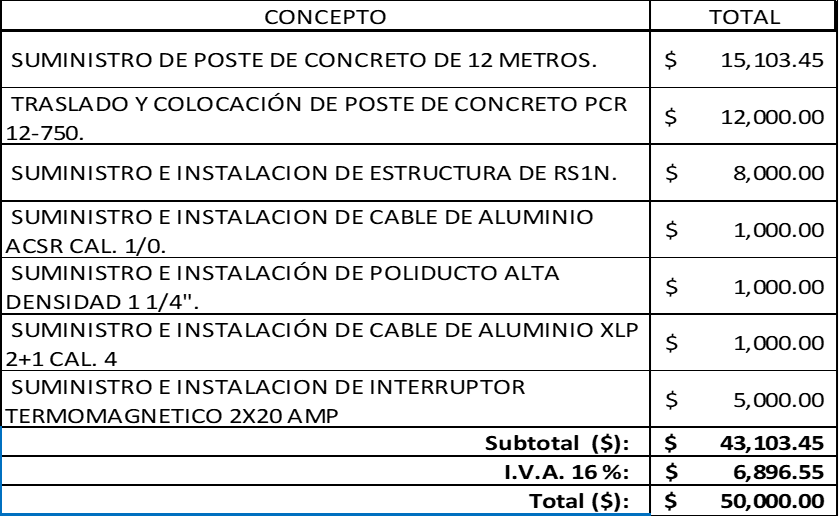 CONCEPTO TOTAL
SUMINISTRO DE POSTE DE CONCRETO DE 12 METROS. $ 15,103.45
TRASLADO Y COLOCACIÓN DE POSTE DE CONCRETO PCR
12-750. $ 12,000.00
SUMINISTRO E INSTALACION DE ESTRUCTURA DE RS1N. $ 8,000.00
SUMINISTRO E INSTALACION DE CABLE DE ALUMINIO
ACSR CAL. 1/0. $ 1,000.00
SUMINISTRO E INSTALACIÓN DE POLIDUCTO ALTA
DENSIDAD 1 1/4". $ 1,000.00
SUMINISTRO E INSTALACIÓN DE CABLE DE ALUMINIO XLP
2+1 CAL. 4 $ 1,000.00
SUMINISTRO E INSTALACION DE INTERRUPTOR
TERMOMAGNETICO 2X20 AMP $ 5,000.00
Subtotal ($): $ 43,103.45
I.V.A. 16 %: $ 6,896.55
Total ($): $ 50,000.00